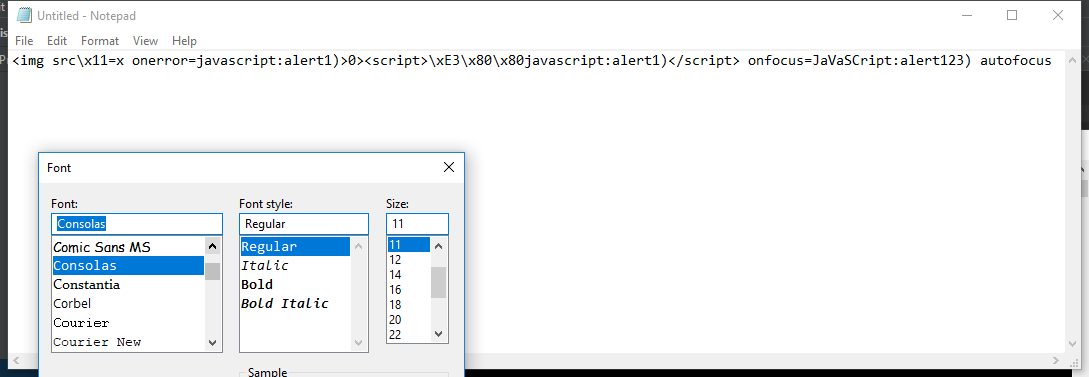 Untitled - Notepad
File Edit Format View Help
<img src\x11=x onerror=javascript:alert1)>0><script>\xE3\x80\x80javascript:alert1)</script> onfocus=JaVaSCript:alert123) autofocus
Font
Font: Font style: Size:
Consolas Regular 11
Comic Sans MS Regular 11
Consolas Italic 12
Constantia Bold 14
Corbel Bold Italic 16
Courier 18
Courier New 20
22
Sample